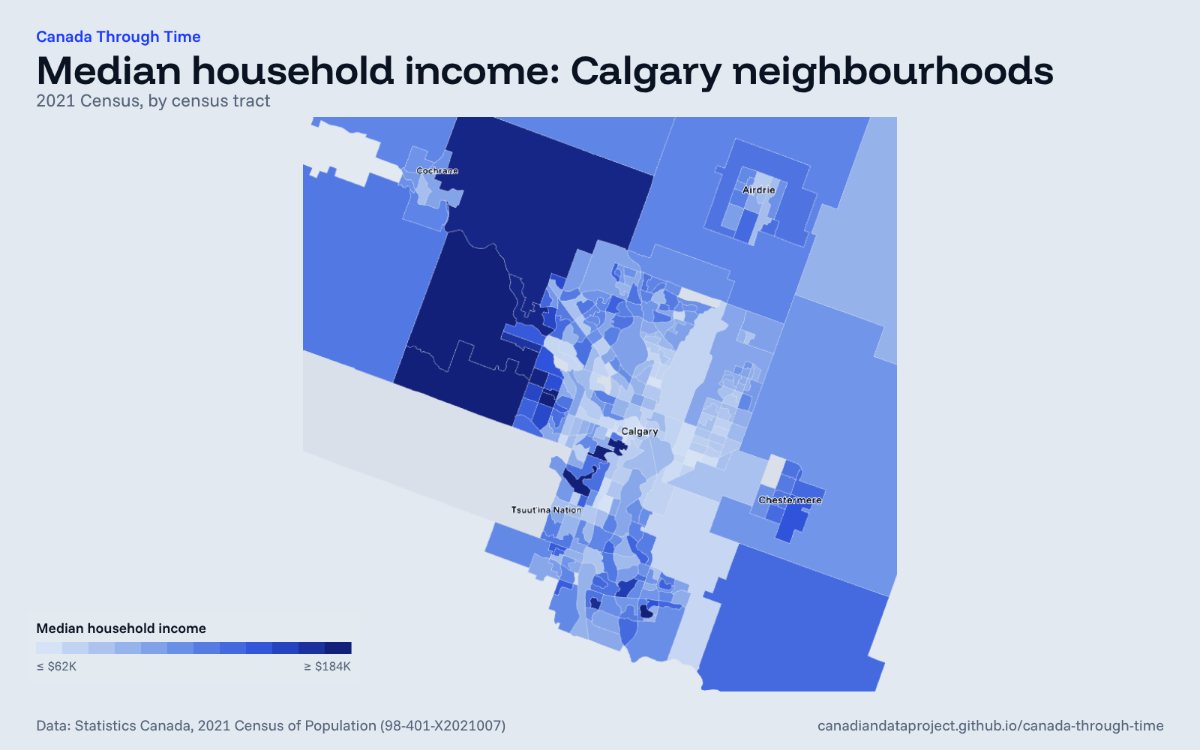 Canada Through Time
Median household income: Calgary neighbourhoods
2021 Census, by census tract
Cochrane
Airdrie
Calgary
Chestermere
Tsuut'ina Nation
Median household income
≤ $62K
≥ $184K
Data: Statistics Canada, 2021 Census of Population (98-401-X2021007)
canadiandataproject.github.io/canada-through-time